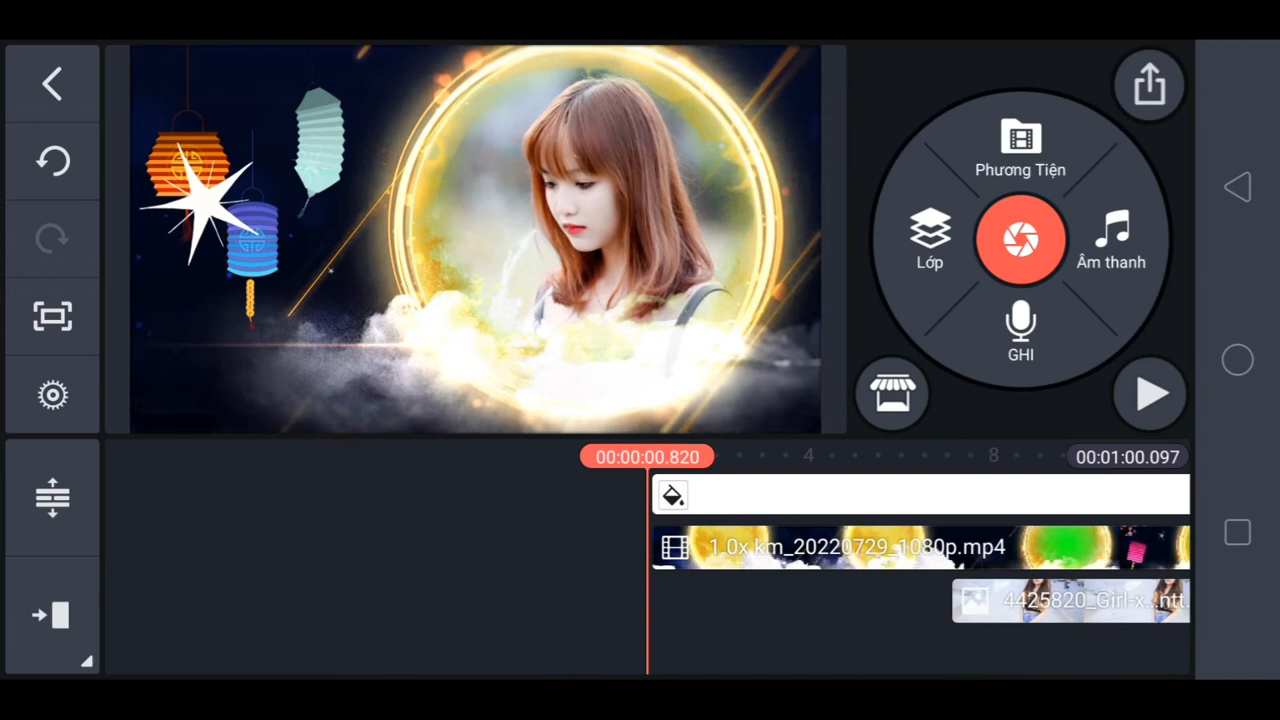 Phương Tiện
Lớp
Âm thanh
GHI
00:00:00.820
4
8
00:01:00.097
1.0x km_20220729_1080p.mp4
4425820_Girl-x...ntt.